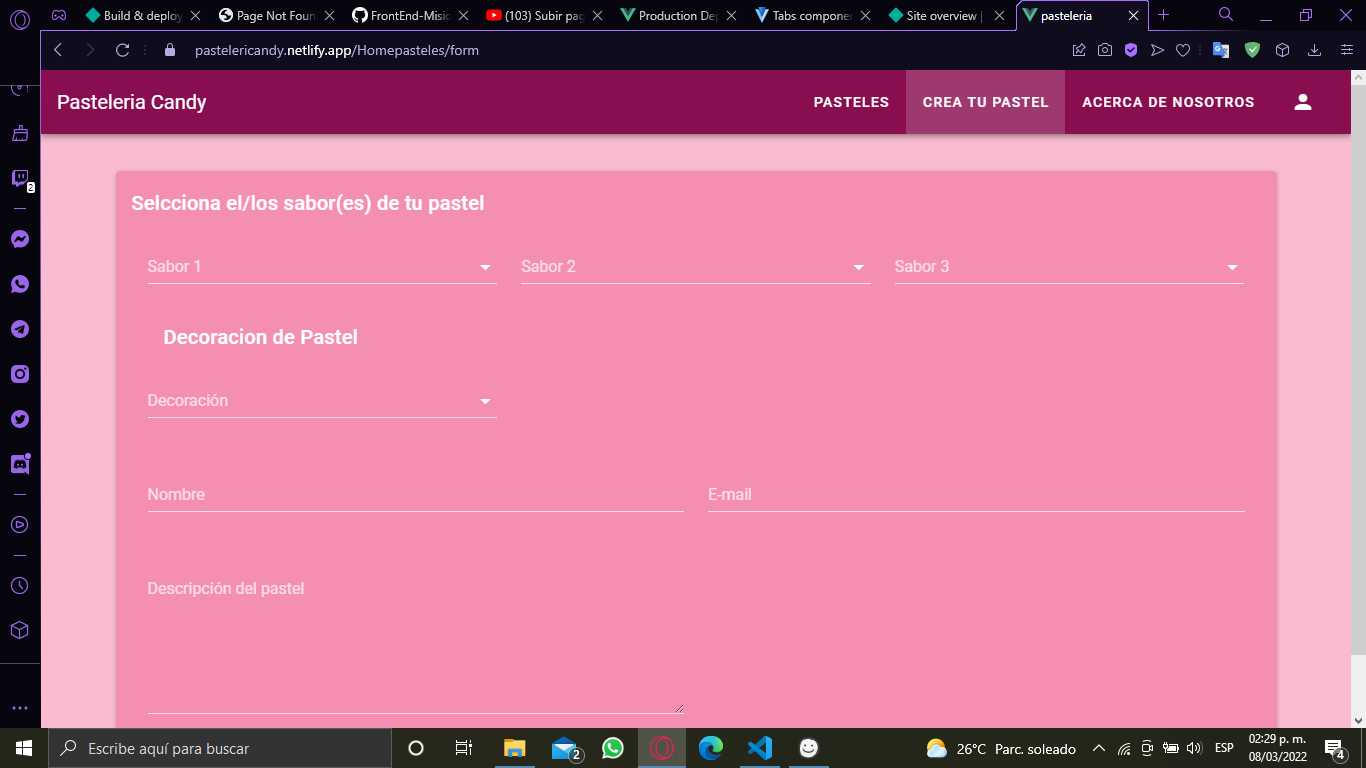 Build & deploy
Page Not Foun
FrontEnd-Misic
(103) Subir pag
Production Dep
Tabs componen
Site overview |
pasteleria
pastelericandy.netlify.app/Homepasteles/form
Pasteleria Candy
PASTELES
CREA TU PASTEL
ACERCA DE NOSOTROS
2
Selcciona el/los sabor(es) de tu pastel
Sabor 1
Sabor 2
Sabor 3
Decoracion de Pastel
Decoración
Nombre
E-mail
Descripción del pastel
Escribe aquí para buscar
2
26°C Parc. soleado
ESP
02:29 p. m.
08/03/2022
4